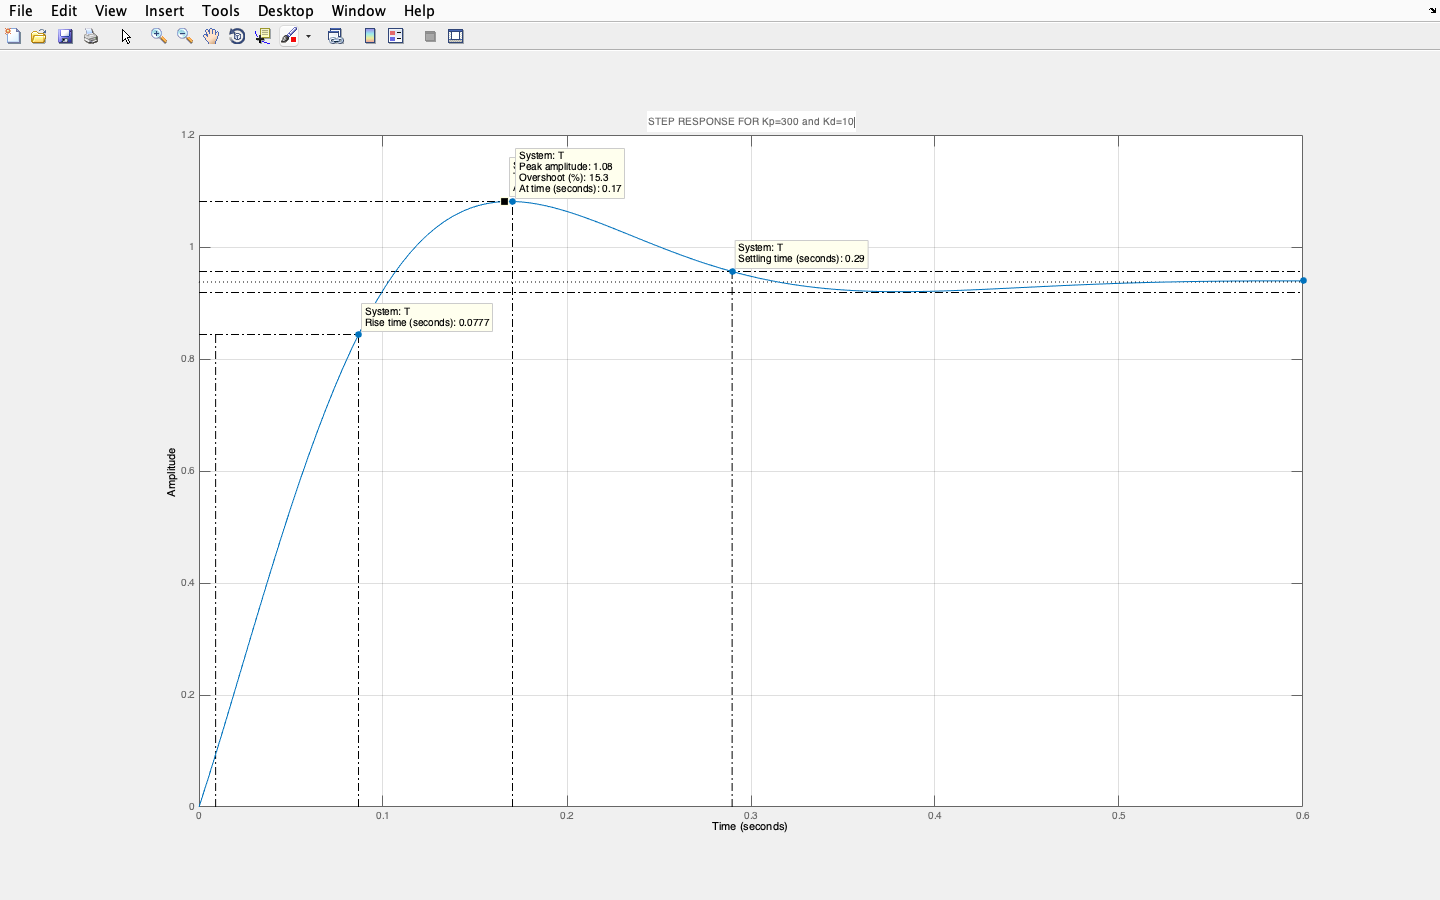 File Edit View Insert Tools Desktop Window Help
STEP RESPONSE FOR Kp=300 and Kd=10
1.2
System: T
Peak amplitude: 1.08
Overshoot (%): 15.3
At time (seconds): 0.17
1
System: T
Settling time (seconds): 0.29
System: T
Rise time (seconds): 0.0777
0.8
0.6
Amplitude
0.4
0.2
0
0 0.1 0.2 0.3 0.4 0.5 0.6
Time (seconds)